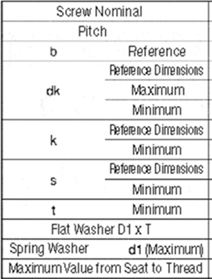 Screw Nominal
Pitch
b Reference
Reference Dimensions
dk Maximum
Minimum
k Reference Dimensions
Minimum
s Reference Dimensions
Minimum
t Minimum
Flat Washer D1 x T
Spring Washer d1 (Maximum)
Maximum Value from Seat to Thread